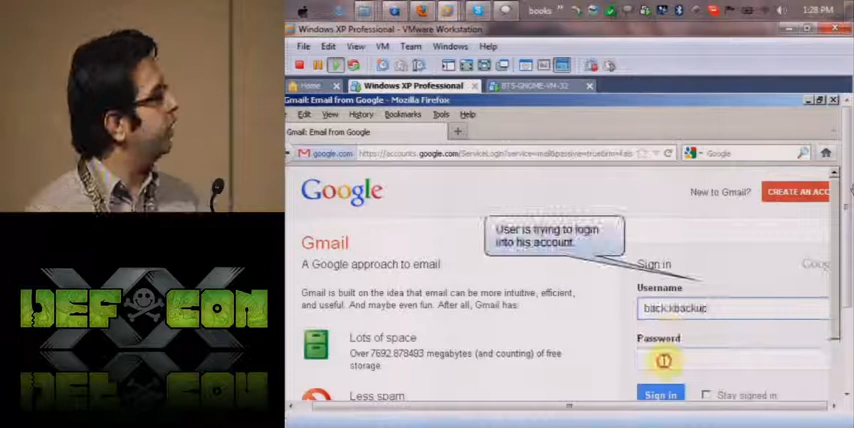 books
1:28 PM
Windows XP Professional - VMware Workstation
File Edit View VM Team Windows Help
Home
Windows XP Professional
BT5-GNOME-VM-32
Gmail: Email from Google - Mozilla Firefox
Edit View History Bookmarks Tools Help
Gmail: Email from Google
google.com
Google
Google
New to Gmail?
CREATE AN ACC
User is trying to login
into his account.
Gmail
A Google approach to email
Sign in
Goog
Gmail is built on the idea that email can be more intuitive, efficient,
and useful. And maybe even fun. After all, Gmail has:
Username
Lots of space
Over 7692.878493 megabytes (and counting) of free
storage.
Password
Less spam
Sign in
Stay signed in
DEFCON
XX